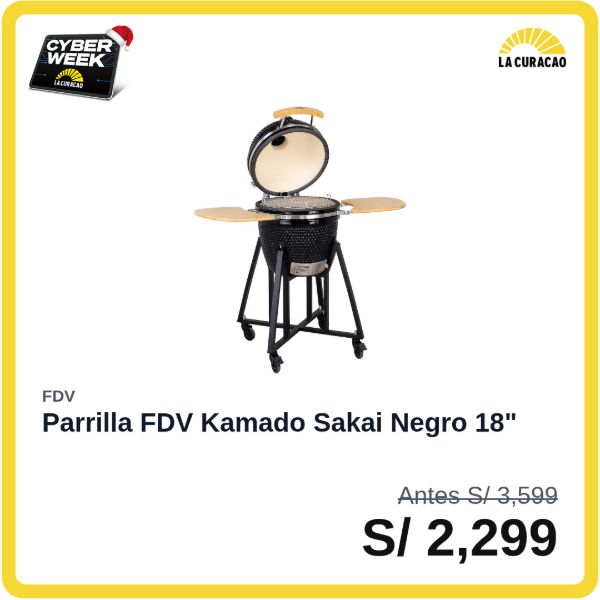 CYBER
WEEK
LA CURACAO
LA CURACAO
FDV
Parrilla FDV Kamado Sakai Negro 18"
Antes S/ 3,599
S/ 2,299